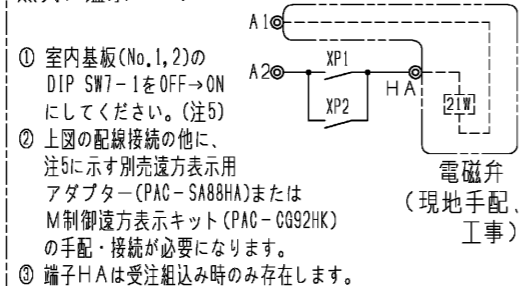 A1
① 室内基板(No.1,2)の
DIP SW7-1をOFF→ON
にしてください。(注5)
A2
XP1
XP2
HA
21W
② 上図の配線接続の他に、
注5に示す別売遠方表示用
アダプター(PAC-SA88HA)または
M制御遠方表示キット(PAC-CG92HK)
の手配・接続が必要になります。
電磁弁
(現地手配、
工事)
③ 端子HAは受注組込み時のみ存在します。